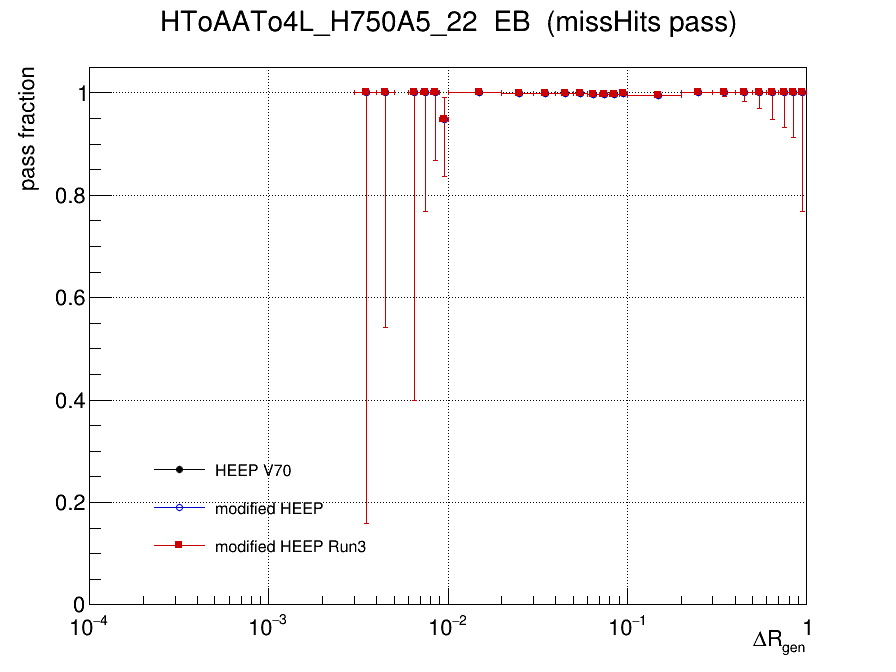 HToAATo4L_H750A5_22 EB (missHits pass)
pass fraction
1
0.8
0.6
0.4
0.2
0
HEEP V70
modified HEEP
modified HEEP Run3
10⁻⁴
10⁻³
10⁻²
10⁻¹
1
ΔR_gen